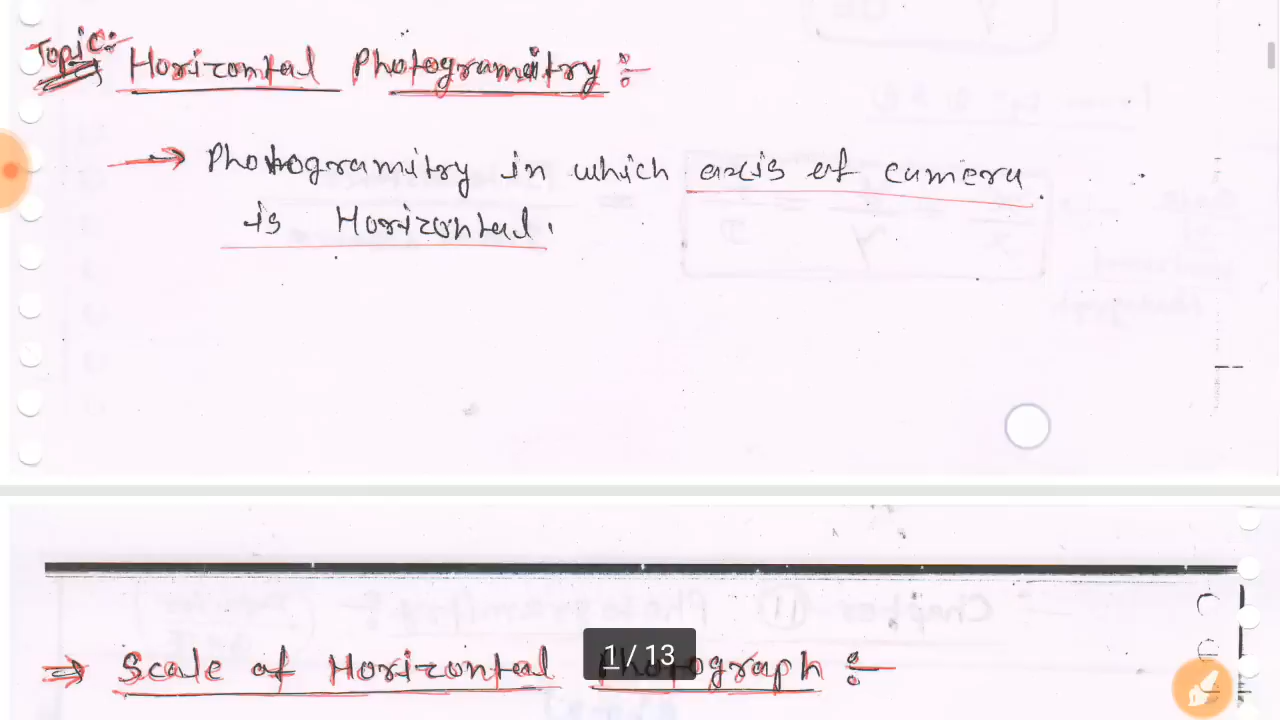 Topic:-
Horizontal Photogramitry :-
→ Photogramitry in which axis of camera
is Horizontal.
⇒ Scale of Horizontal Photograph :-
1 / 13